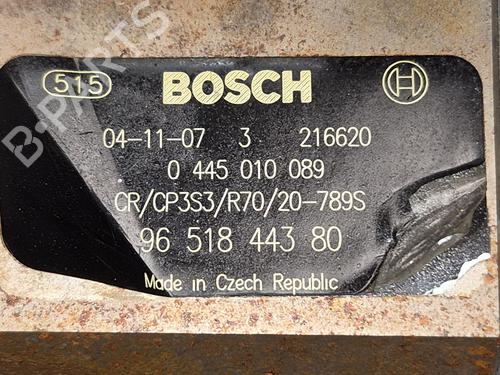 515 BOSCH
04-11-07 3 216620
0 445 010 089
CR/CP3S3/R70/20-789S
96 518 443 80
Made in Czech Republic
B-PARTS